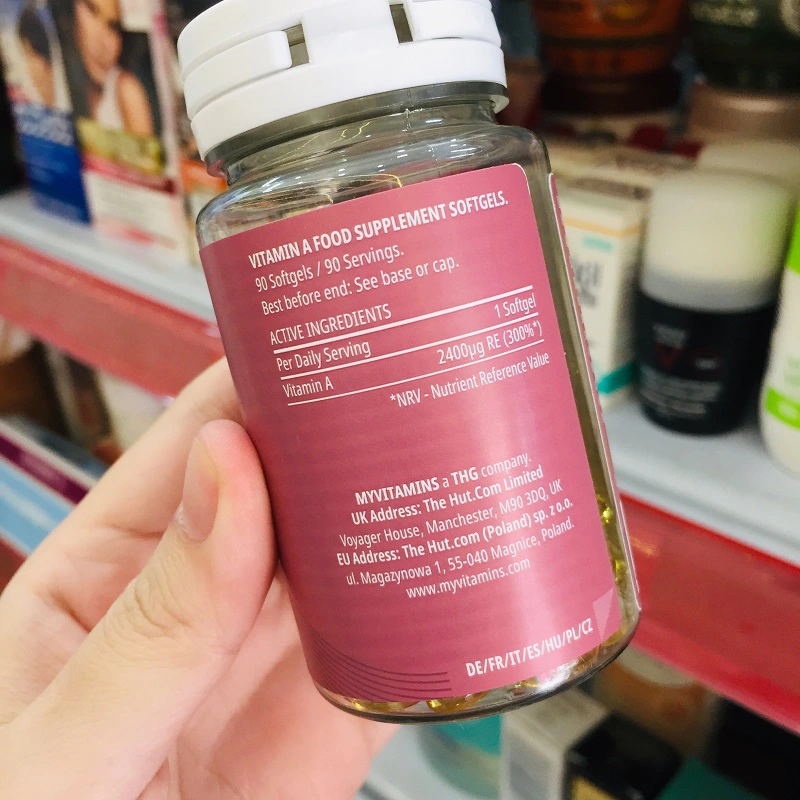 VITAMIN A FOOD SUPPLEMENT SOFTGELS.
90 Softgels / 90 Servings.
Best before end: See base or cap.
ACTIVE INGREDIENTS
Per Daily Serving 1 Softgel
Vitamin A 2400µg RE (300%*)
*NRV - Nutrient Reference Value
MYVITAMINS a THG company.
UK Address: The Hut.Com Limited
Voyager House, Manchester, M90 3DQ, UK
EU Address: The Hut.com (Poland) sp. z o.o.
ul. Magazynowa 1, 55-040 Magnice, Poland.
www.myvitamins.com
DE/FR/IT/ES/HU/PL/CZ